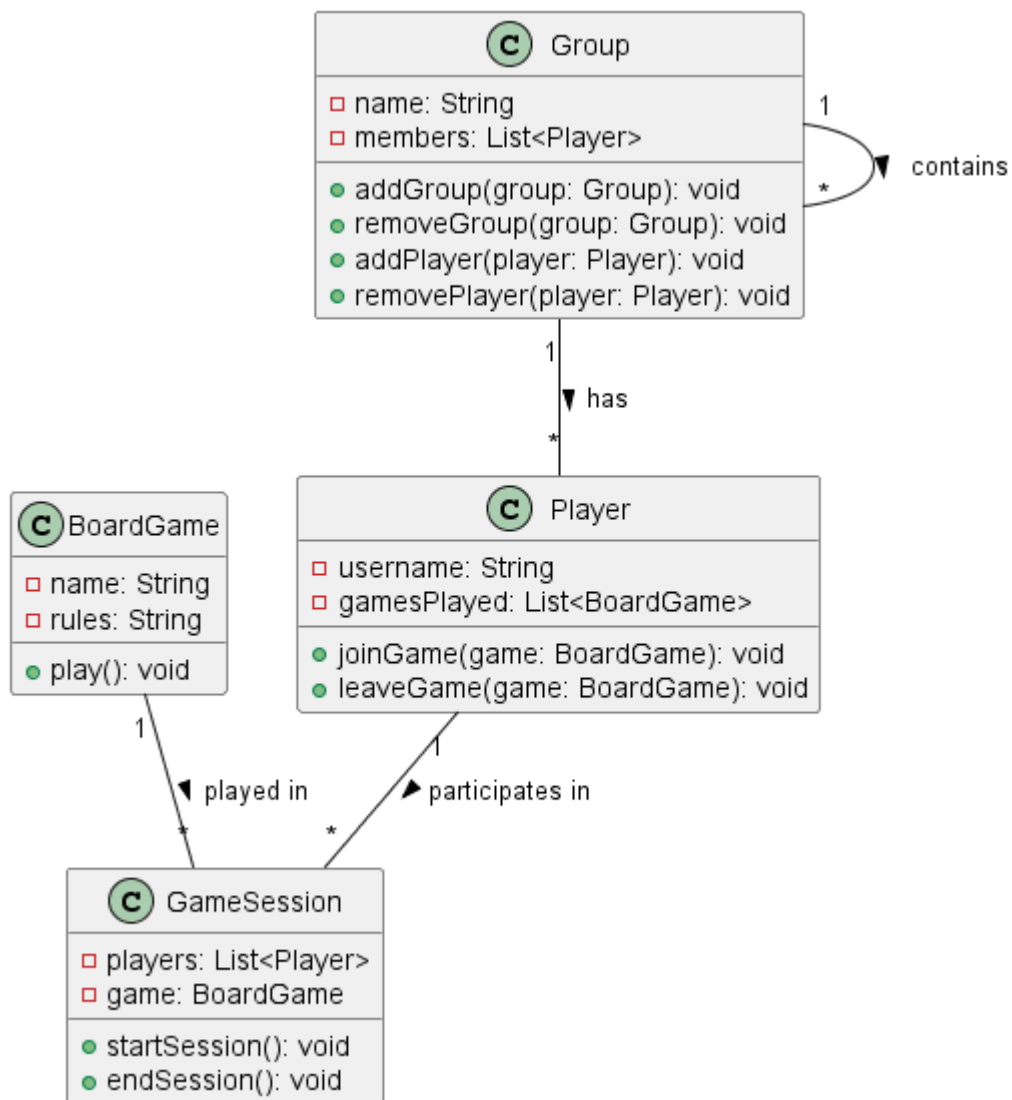 C Group
name: String
members: List<Player>
addGroup(group: Group): void
removeGroup(group: Group): void
addPlayer(player: Player): void
removePlayer(player: Player): void
1
contains
*
1
has
*
C BoardGame
name: String
rules: String
play(): void
C Player
username: String
gamesPlayed: List<BoardGame>
joinGame(game: BoardGame): void
leaveGame(game: BoardGame): void
1
played in
*
1
participates in
*
C GameSession
players: List<Player>
game: BoardGame
startSession(): void
endSession(): void